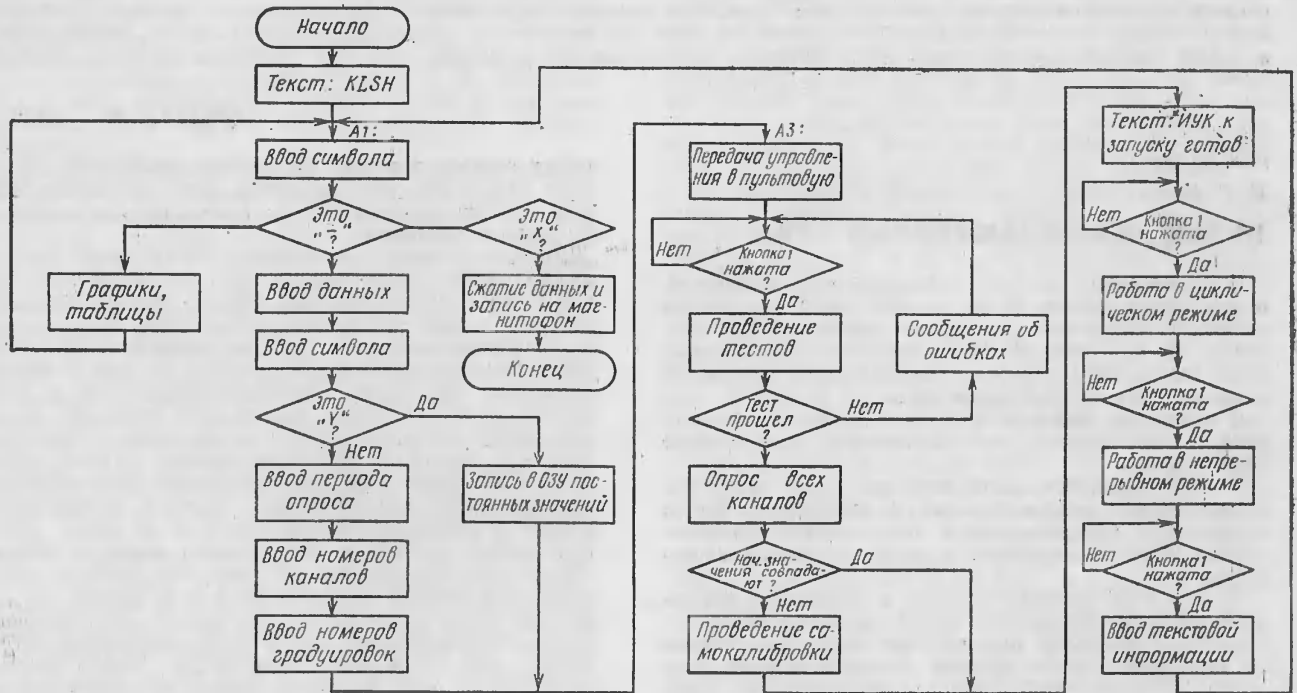 Начало
Текст: KLSH
А1:
Ввод символа
Это
„ – “
?
Это
„ X “
?
Графики,
таблицы
Ввод данных
Сжатие данных и
запись на маг-
нитофон
Ввод символа
Конец
Это
„Y“
?
Да
Нет
Ввод периода
опроса
Запись в ОЗУ пос-
тоянных значений
Ввод номеров
каналов
Ввод номеров
градуировок
А3:
Передача управле-
ния в пультовую
Нет
Кнопка 1
нажата
?
Да
Проведение
тестов
Сообщения об
ошибках
Тест
прошел
?
Нет
Опрос всех
каналов
Нач. зна-
чения совпада-
ют ?
Да
Нет
Проведение са-
мокалибровки
Текст: ИУК к
запуску готов
Нет
Кнопка 1
нажата
?
Да
Работа в цикли-
ческом режиме
Нет
Кнопка 1
нажата
?
Да
Работа в непре-
рывном режиме
Нет
Кнопка 1
нажата
?
Да
Ввод текстовой
информации